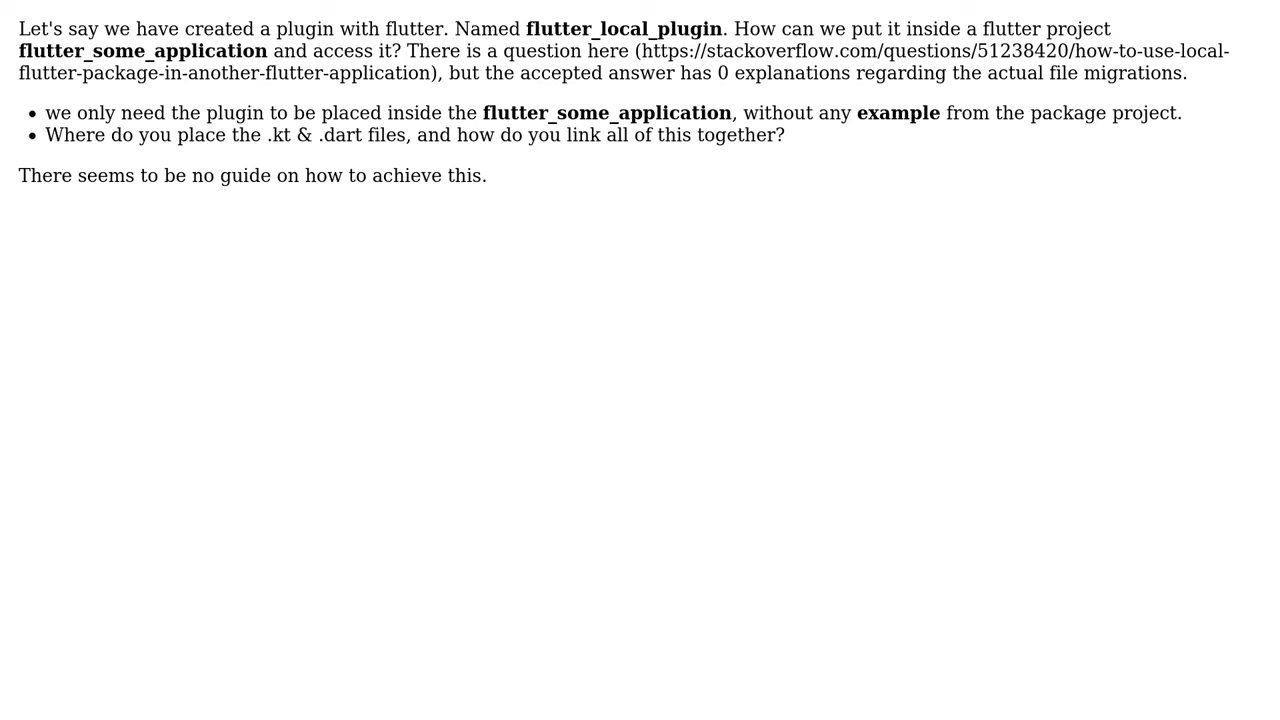 Let's say we have created a plugin with flutter. Named flutter_local_plugin. How can we put it inside a flutter project
flutter_some_application and access it? There is a question here (https://stackoverflow.com/questions/51238420/how-to-use-local-
flutter-package-in-another-flutter-application), but the accepted answer has 0 explanations regarding the actual file migrations.
• we only need the plugin to be placed inside the flutter_some_application, without any example from the package project.
• Where do you place the .kt & .dart files, and how do you link all of this together?
There seems to be no guide on how to achieve this.